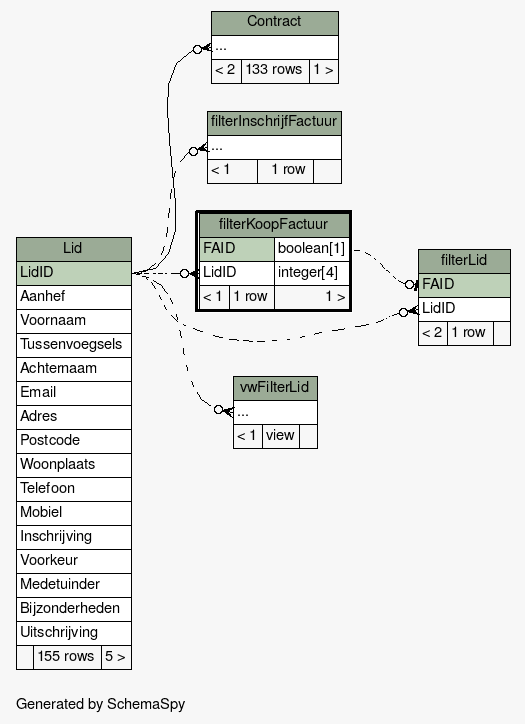 Contract
...
< 2 133 rows 1 >
filterInschrijfFactuur
...
< 1 1 row
filterKoopFactuur
FAID boolean[1]
LidID integer[4]
< 1 1 row 1 >
Lid
LidID
Aanhef
Voornaam
Tussenvoegsels
Achternaam
Email
Adres
Postcode
Woonplaats
Telefoon
Mobiel
Inschrijving
Voorkeur
Medetuinder
Bijzonderheden
Uitschrijving
155 rows 5 >
filterLid
FAID
LidID
< 2 1 row
vwFilterLid
...
< 1 view
Generated by SchemaSpy